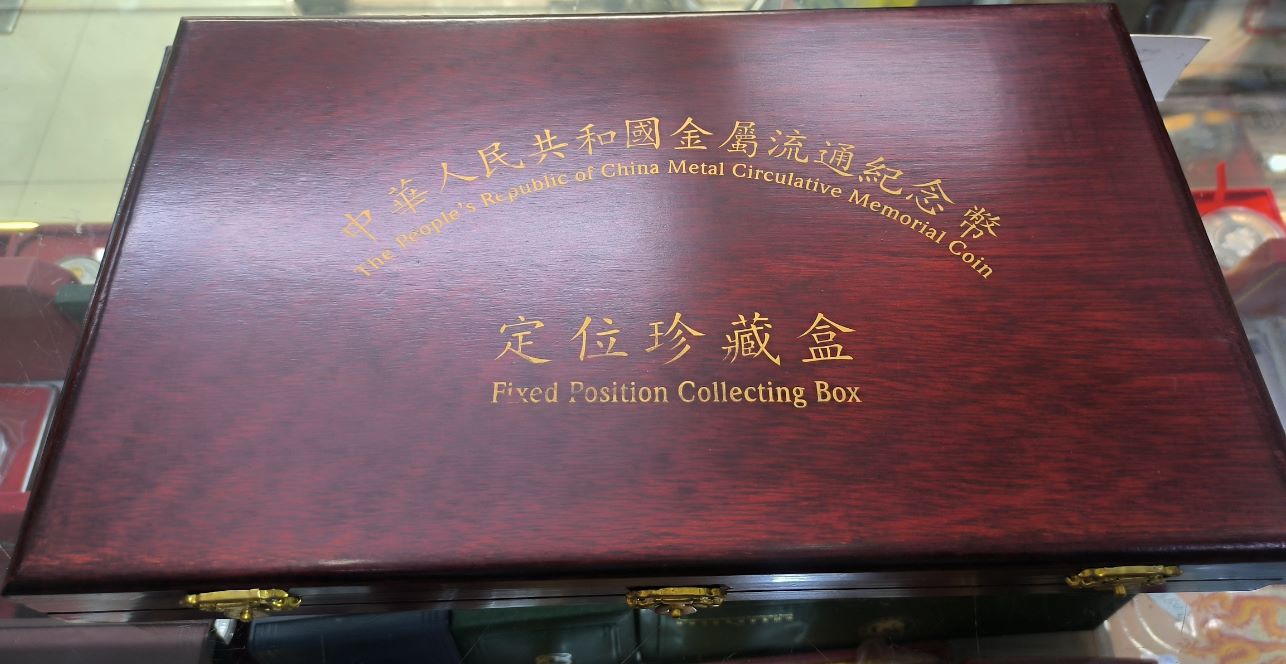 中華人民共和國金屬流通紀念幣
The People's Republic of China Metal Circulative Memorial Coin
定位珍藏盒
Fixed Position Collecting Box